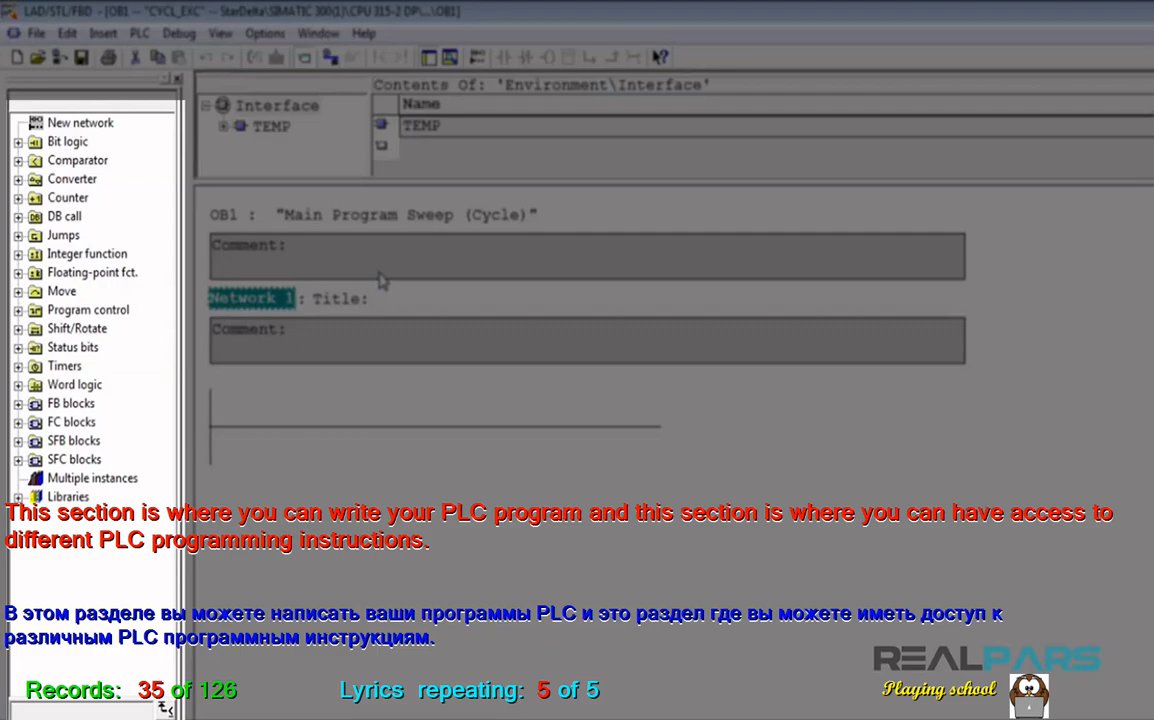 LAD/STL/FBD - [OB1 -- "CYCL_EXC" -- StarDelta\SIMATIC 300(1)\CPU 315-2 DP\...\OB1]
File Edit Insert PLC Debug View Options Window Help
Contents Of: 'Environment\Interface'
Interface
Name
TEMP
TEMP
New network
Bit logic
Comparator
Converter
Counter
DB call
Jumps
Integer function
Floating-point fct.
Move
Program control
Shift/Rotate
Status bits
Timers
Word logic
FB blocks
FC blocks
SFB blocks
SFC blocks
Multiple instances
Libraries
OB1 : "Main Program Sweep (Cycle)"
Comment:
Network 1: Title:
Comment:
This section is where you can write your PLC program and this section is where you can have access to
different PLC programming instructions.
В этом разделе вы можете написать ваши программы PLC и это раздел где вы можете иметь доступ к
различным PLC программным инструкциям.
REALPARS
Records: 35 of 126
Lyrics repeating: 5 of 5
Playing school